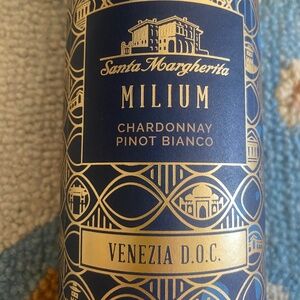 Santa Margherita
MILIUM
CHARDONNAY
PINOT BIANCO
VENEZIA D.O.C.